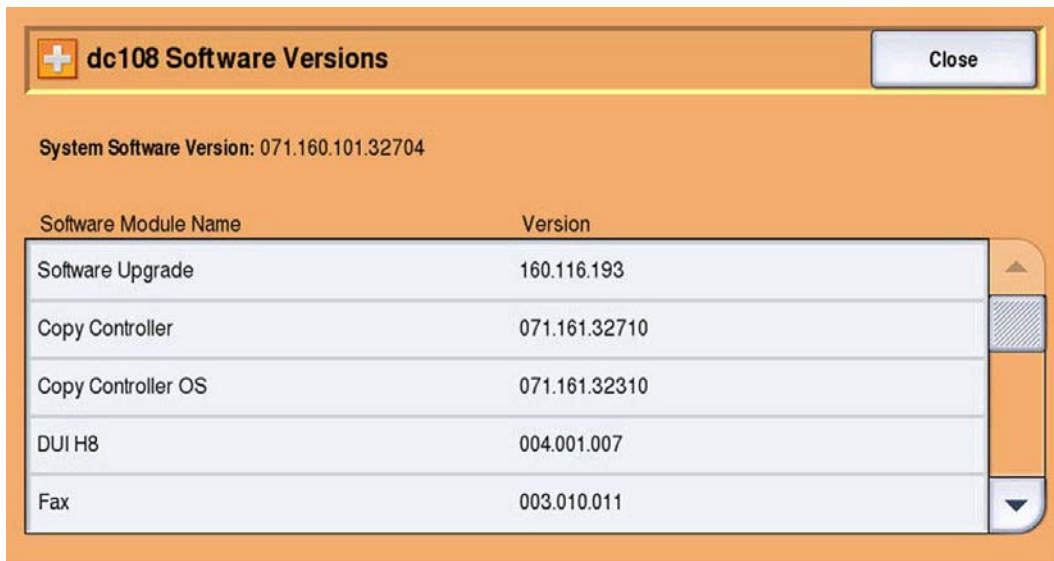 dc108 Software Versions
Close
System Software Version: 071.160.101.32704
Software Module Name Version
Software Upgrade 160.116.193
Copy Controller 071.161.32710
Copy Controller OS 071.161.32310
DUI H8 004.001.007
Fax 003.010.011